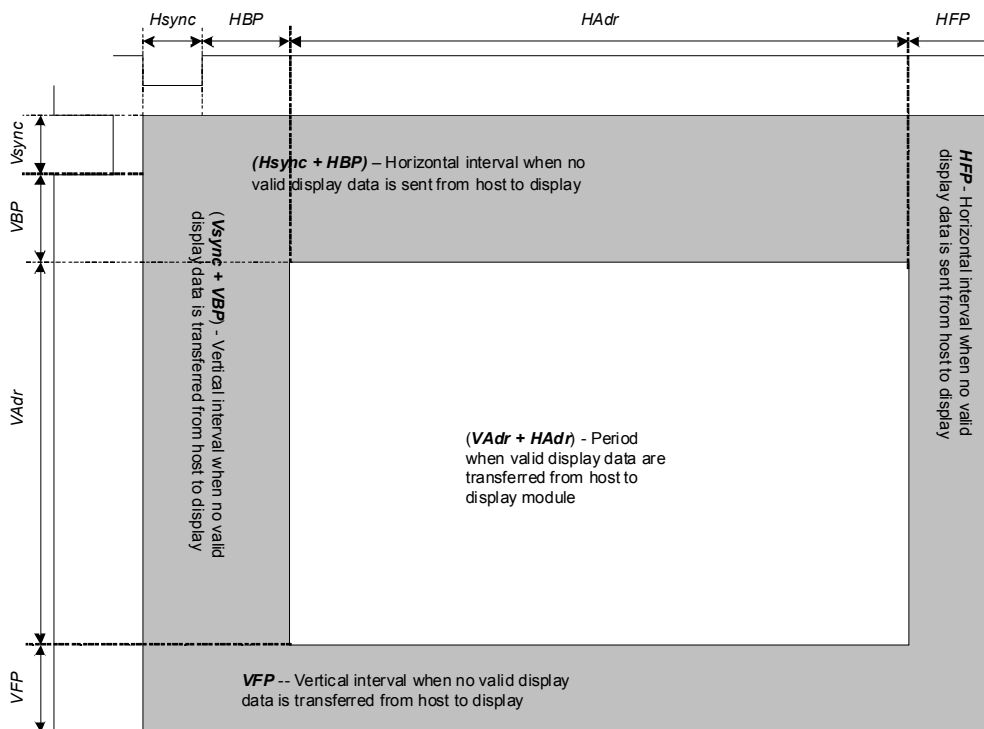 Hsync HBP HAdr HFP
Vsync
VBP
VAdr
VFP
(Hsync + HBP) – Horizontal interval when no
valid display data is sent from host to display
(Vsync + VBP) - Vertical interval when no valid
display data is transferred from host to display
HFP - Horizontal interval when no valid
display data is sent from host to display
(VAdr + HAdr) - Period
when valid display data are
transferred from host to
display module
VFP -- Vertical interval when no valid display
data is transferred from host to display